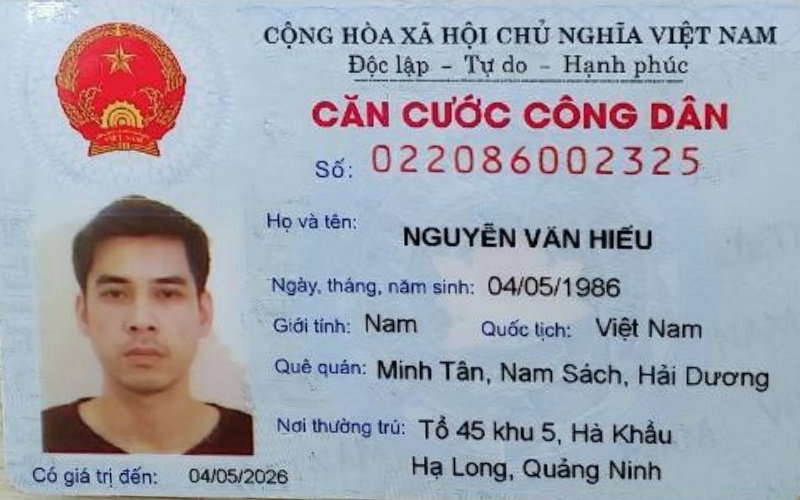 CỘNG HÒA XÃ HỘI CHỦ NGHĨA VIỆT NAM
Độc lập - Tự do - Hạnh phúc
CĂN CƯỚC CÔNG DÂN
Số: 022086002325
Họ và tên: NGUYỄN VĂN HIẾU
Ngày, tháng, năm sinh: 04/05/1986
Giới tính: Nam Quốc tịch: Việt Nam
Quê quán: Minh Tân, Nam Sách, Hải Dương
Nơi thường trú: Tổ 45 khu 5, Hà Khẩu
Hạ Long, Quảng Ninh
Có giá trị đến: 04/05/2026
VIỆT NAM